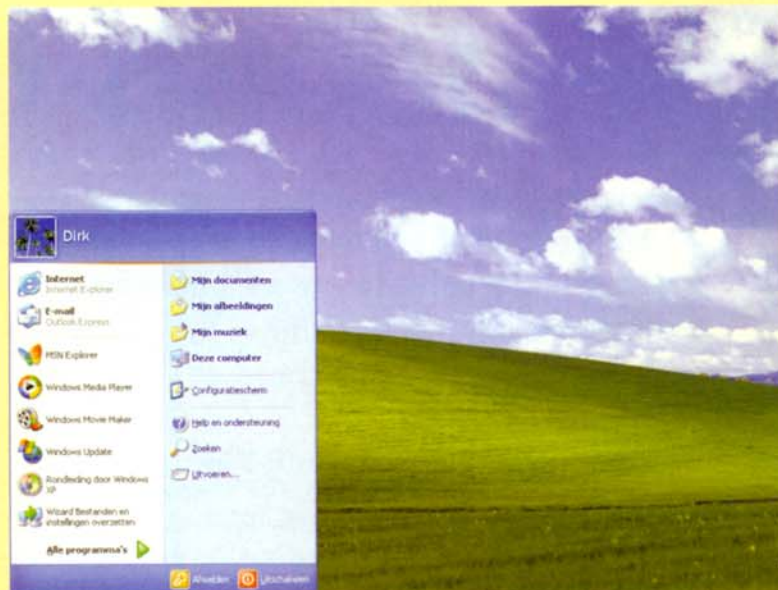 Dirk
Internet
Internet Explorer
E-mail
Outlook Express
MSN Explorer
Windows Media Player
Windows Movie Maker
Windows Update
Rondleiding door Windows
XP
Wizard Bestanden en
instellingen overzetten
Alle programma's
Mijn documenten
Mijn afbeeldingen
Mijn muziek
Deze computer
Configuratiescherm
Help en ondersteuning
Zoeken
Uitvoeren...
Afmelden
Uitschakelen